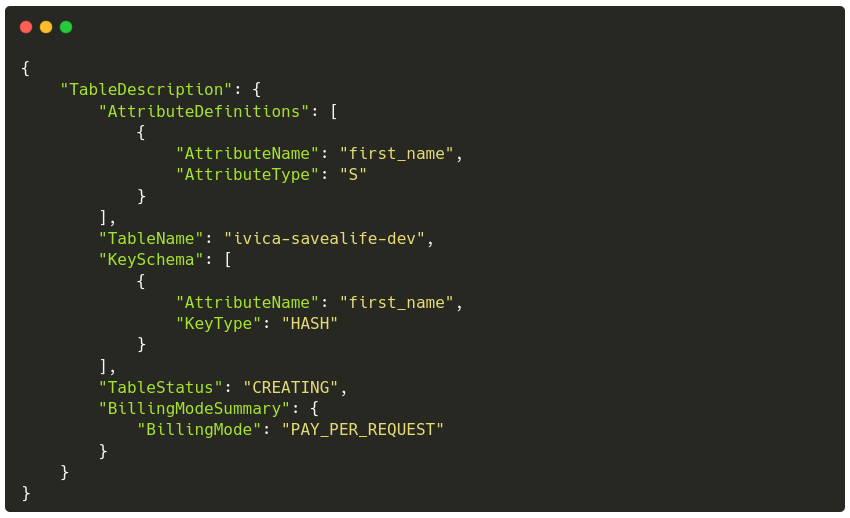 {
    "TableDescription": {
        "AttributeDefinitions": [
            {
                "AttributeName": "first_name",
                "AttributeType": "S"
            }
        ],
        "TableName": "ivica-savealife-dev",
        "KeySchema": [
            {
                "AttributeName": "first_name",
                "KeyType": "HASH"
            }
        ],
        "TableStatus": "CREATING",
        "BillingModeSummary": {
            "BillingMode": "PAY_PER_REQUEST"
        }
    }
}